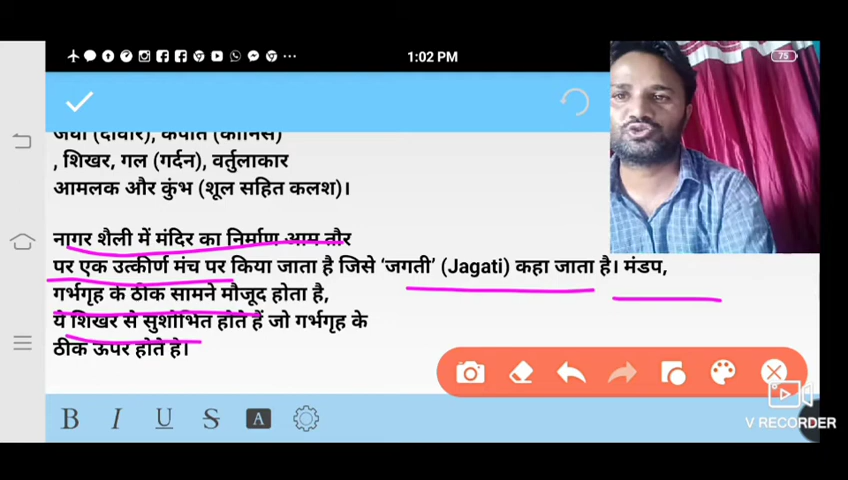 1:02 PM
75
जंघा (दीवार), कपोत (कॉर्निस)
, शिखर, गल (गर्दन), वर्तुलाकार
आमलक और कुंभ (शूल सहित कलश)।
नागर शैली में मंदिर का निर्माण आम तौर
पर एक उत्कीर्ण मंच पर किया जाता है जिसे ‘जगती’ (Jagati) कहा जाता है। मंडप,
गर्भगृह के ठीक सामने मौजूद होता है,
ये शिखर से सुशोभित होते हैं जो गर्भगृह के
ठीक ऊपर होते है।
B I U S A
V RECORDER